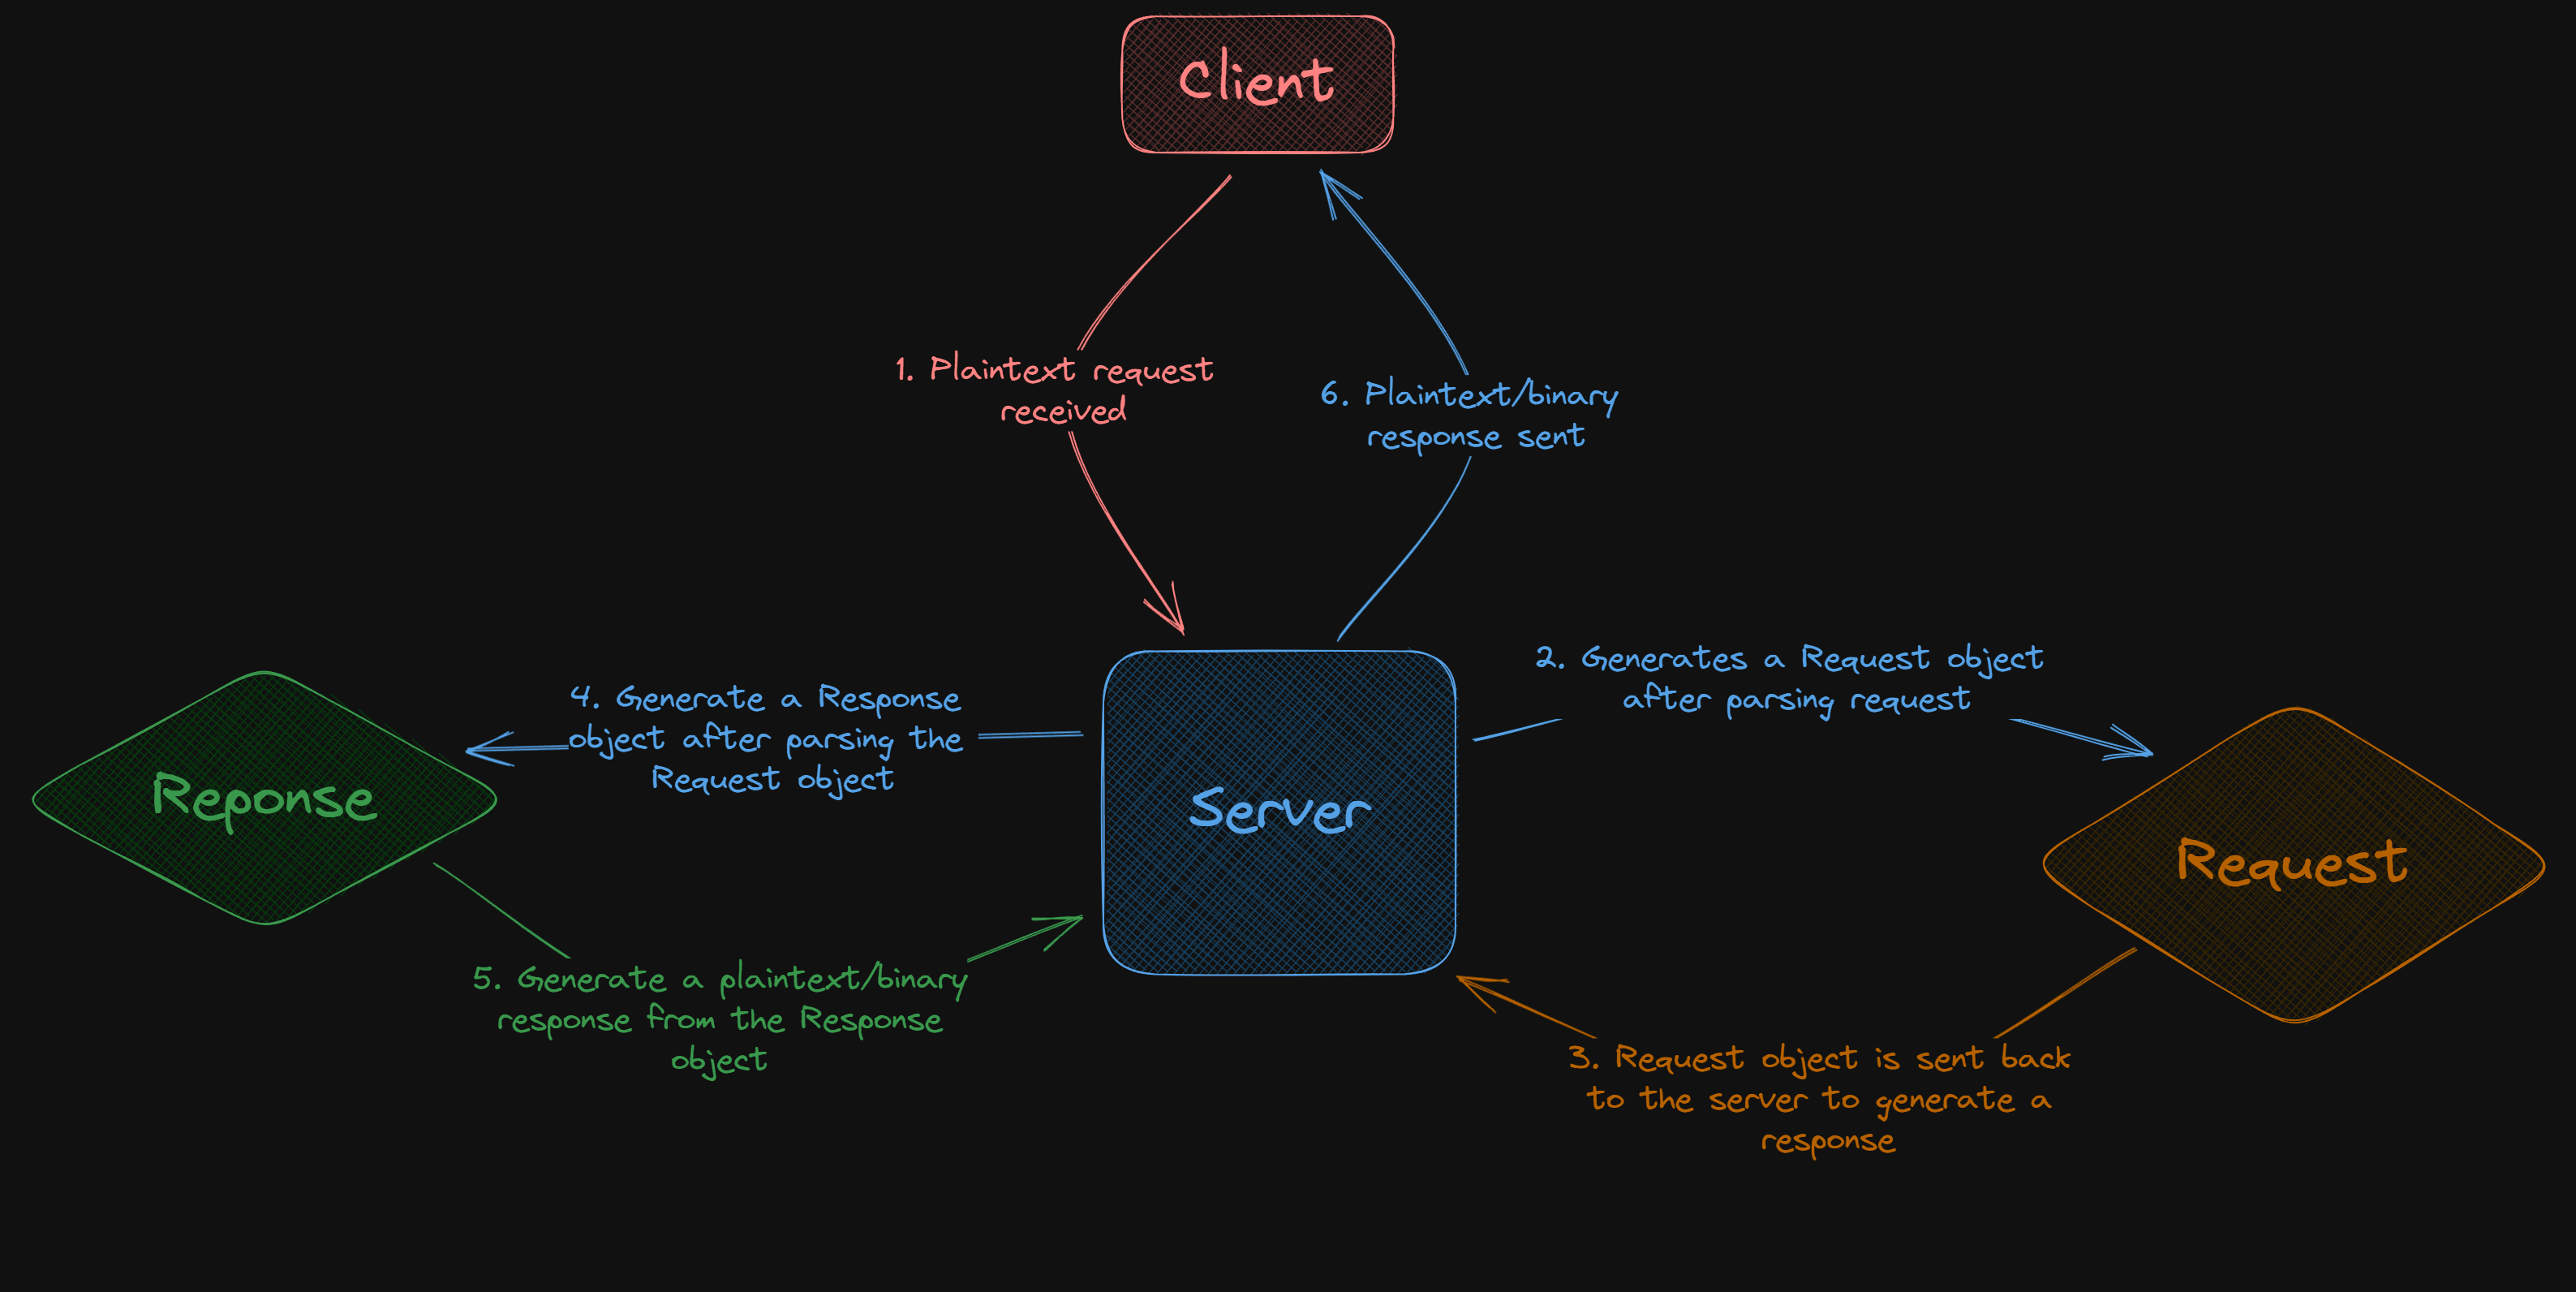 Client
1. Plaintext request
received
6. Plaintext/binary
response sent
2. Generates a Request object
after parsing request
4. Generate a Response
object after parsing the
Request object
Reponse
Server
Request
5. Generate a plaintext/binary
response from the Response
object
3. Request object is sent back
to the server to generate a
response